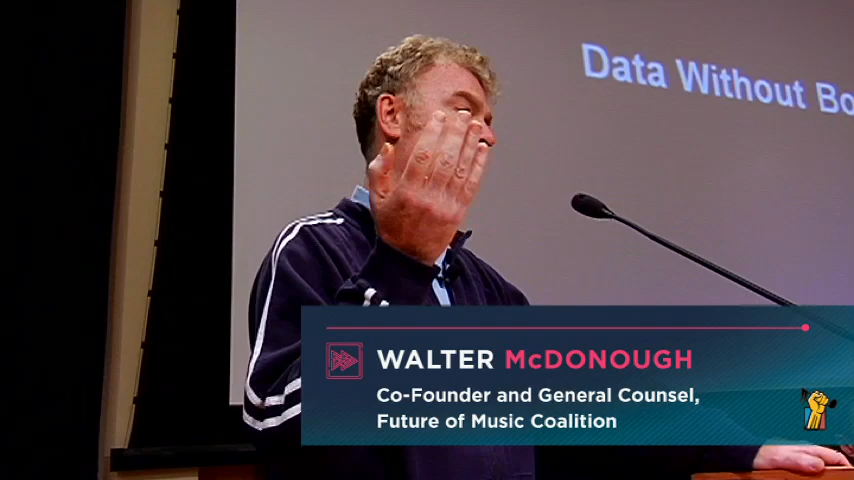 Data Without Bo
WALTER McDONOUGH
Co-Founder and General Counsel,
Future of Music Coalition